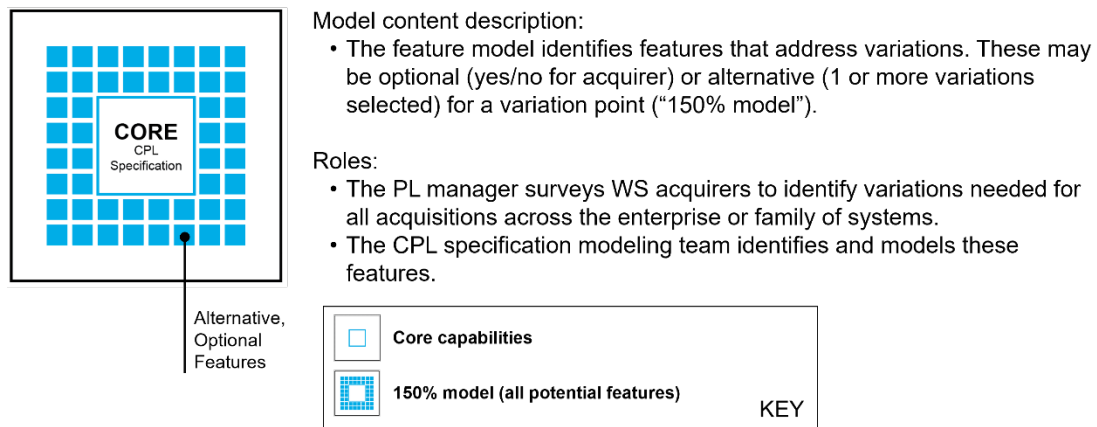 CORE
CPL
Specification
Alternative,
Optional
Features
Model content description:
• The feature model identifies features that address variations. These may
be optional (yes/no for acquirer) or alternative (1 or more variations
selected) for a variation point (“150% model”).
Roles:
• The PL manager surveys WS acquirers to identify variations needed for
all acquisitions across the enterprise or family of systems.
• The CPL specification modeling team identifies and models these
features.
Core capabilities
150% model (all potential features)
KEY